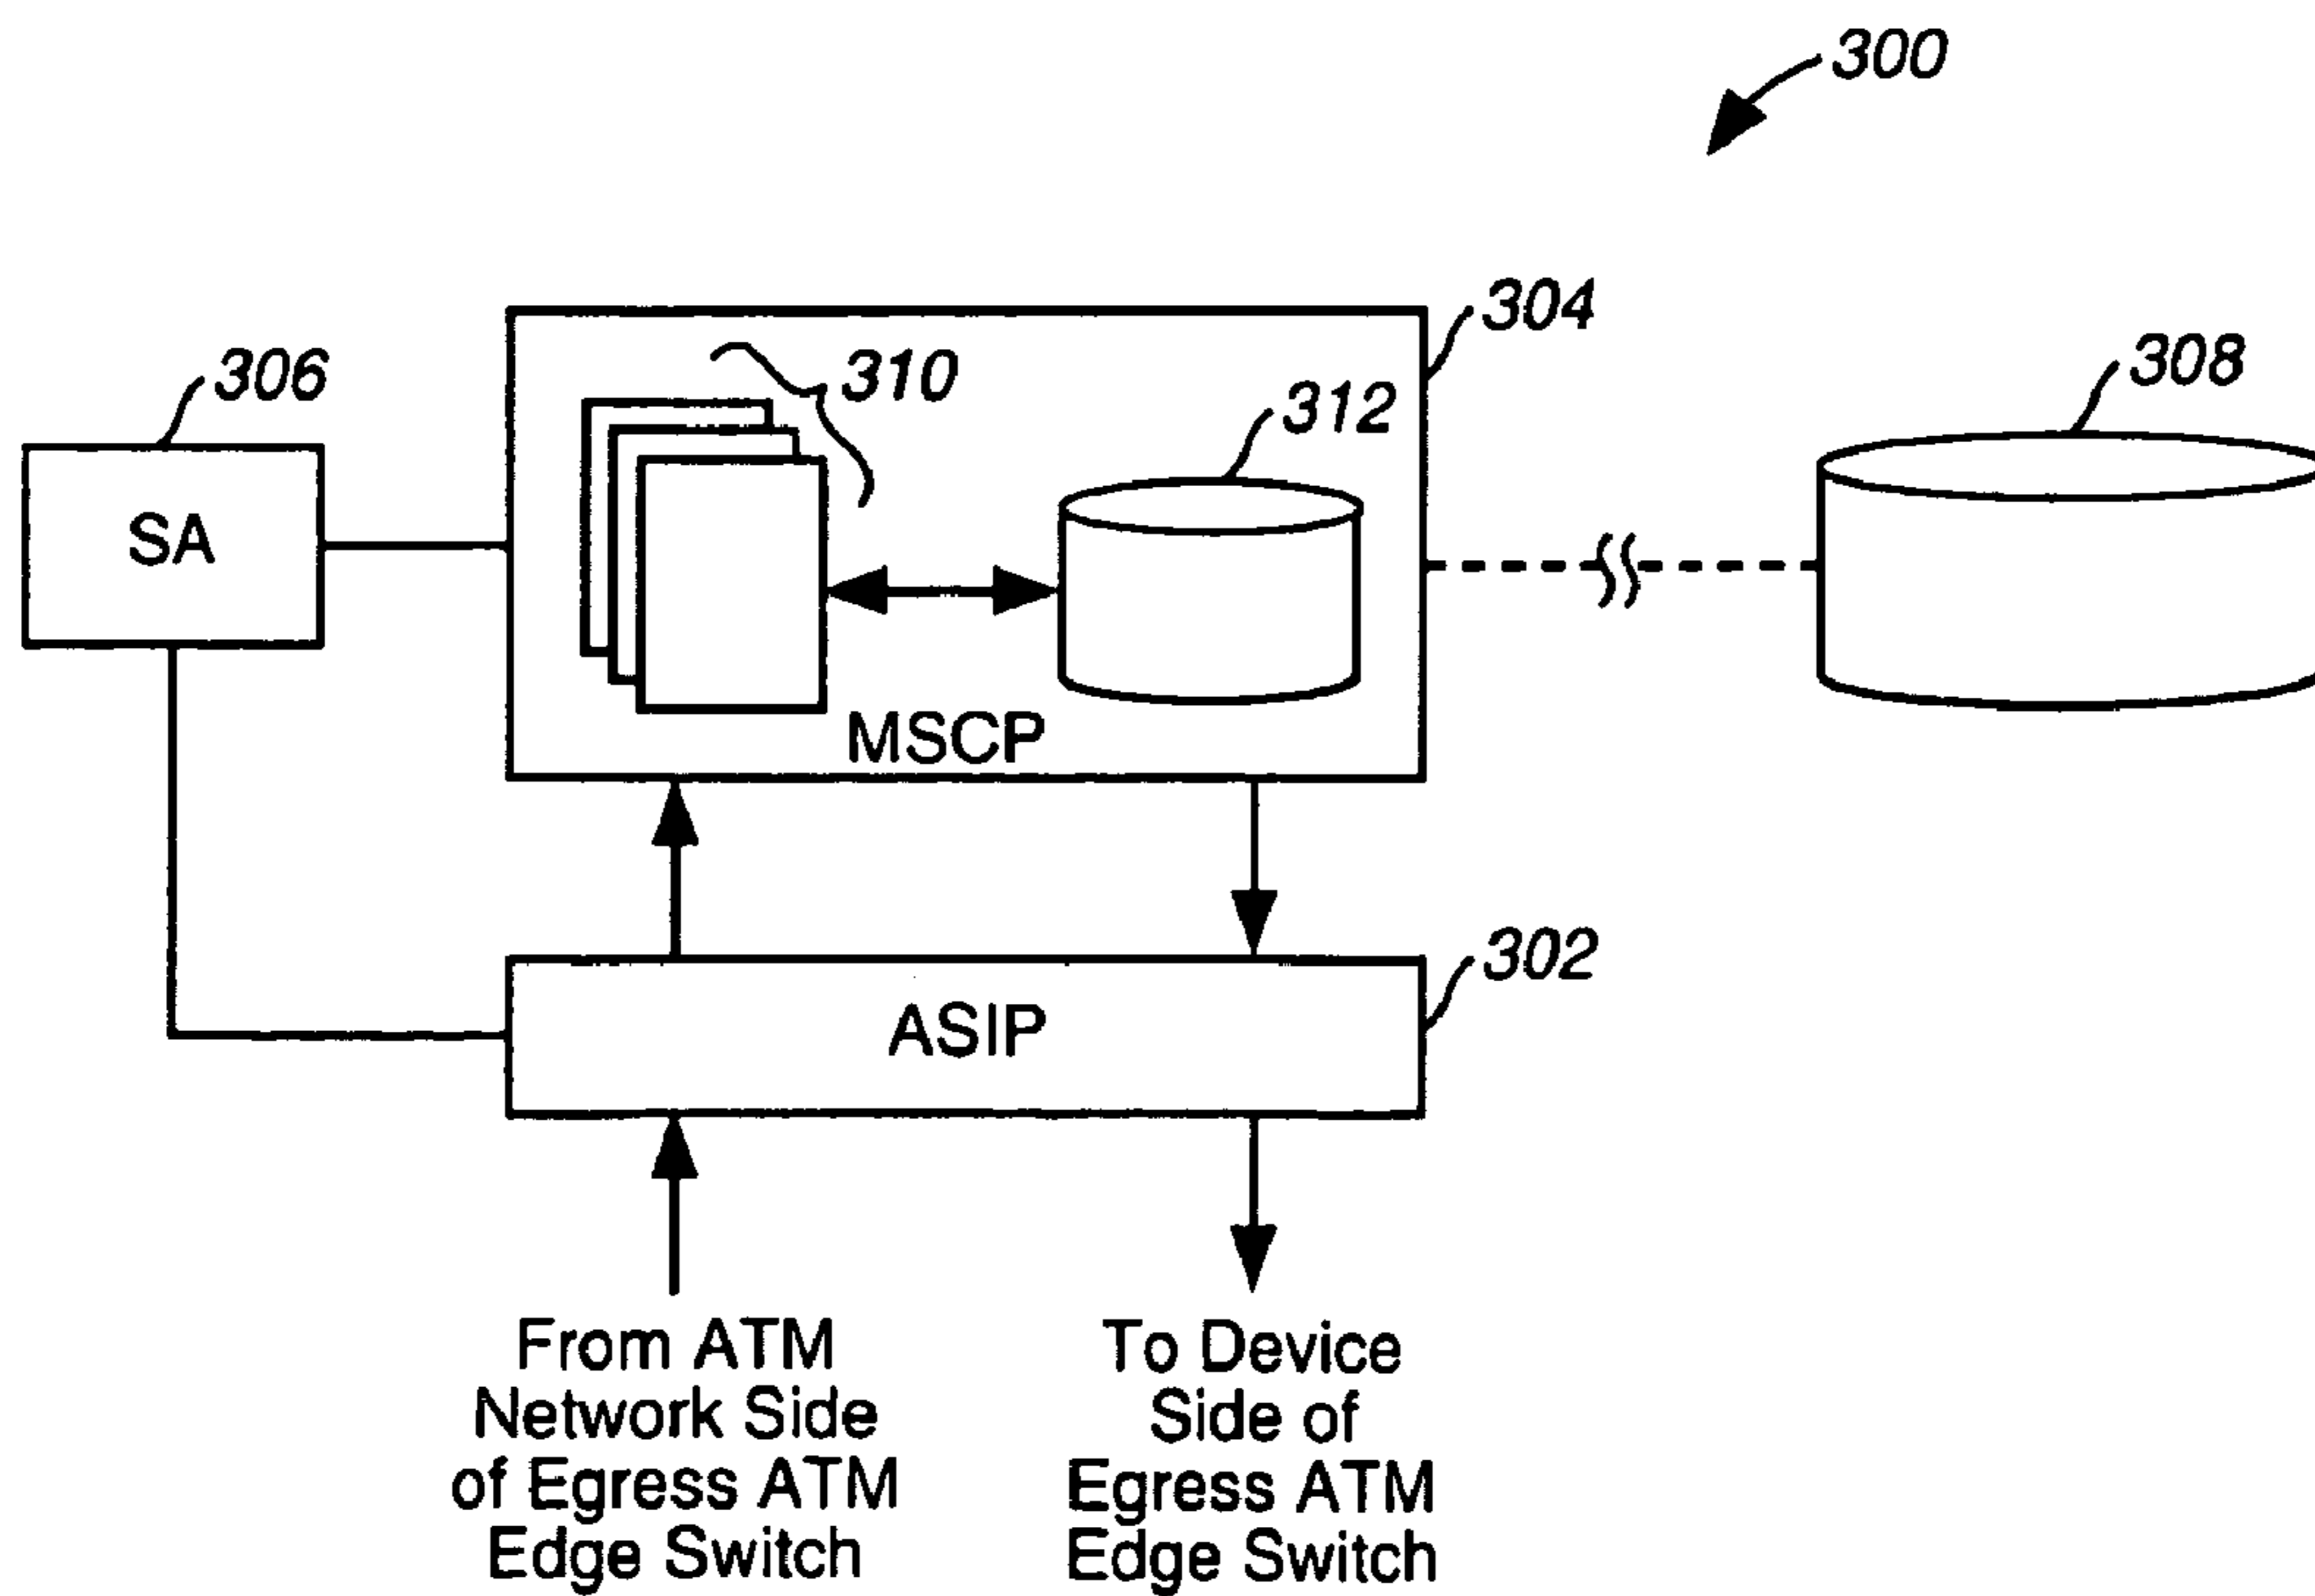 300
304
306
310
308
312
SA
MSCP
302
ASIP
From ATM
Network Side
of Egress ATM
Edge Switch
To Device
Side of
Egress ATM
Edge Switch